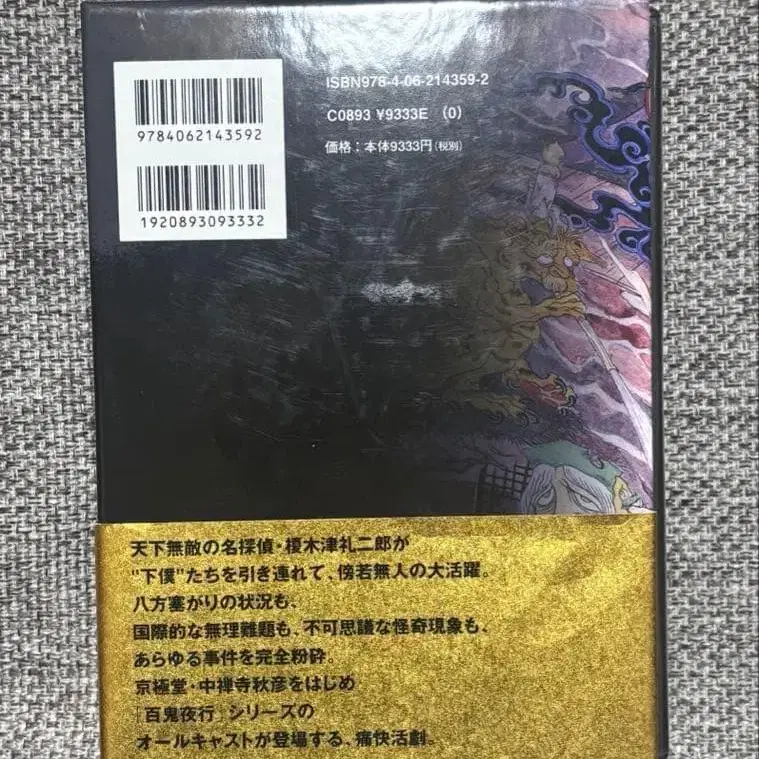 ISBN978-4-06-214359-2
C0893 ¥9333E (0)
価格:本体9333円(税別)
9784062143592
1920893093332
天下無敵の名探偵・榎木津礼二郎が
"下僕"たちを引き連れて、傍若無人の大活躍。
八方塞がりの状況も、
国際的な無理難題も、不可思議な怪奇現象も、
あらゆる事件を完全粉砕。
京極堂・中禅寺秋彦をはじめ
「百鬼夜行」シリーズの
オールキャストが登場する、痛快活劇。